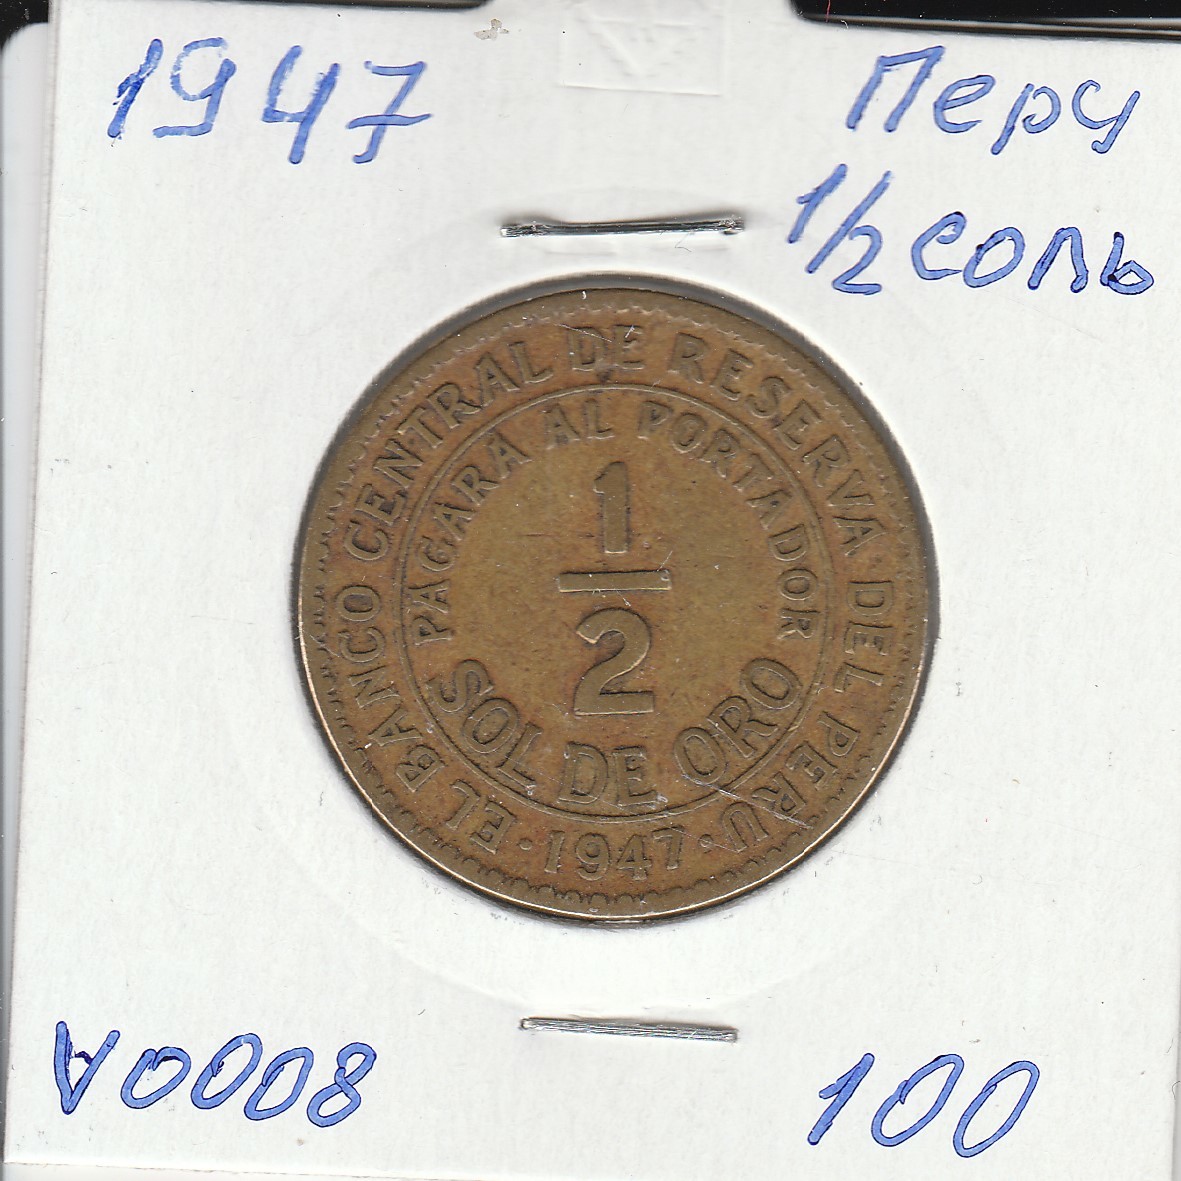 1947
Перу
1/2 соль
EL BANCO CENTRAL DE RESERVA DEL PERU
PAGARA AL PORTADOR
1
2
SOL DE ORO
· 1947 ·
V0008
100